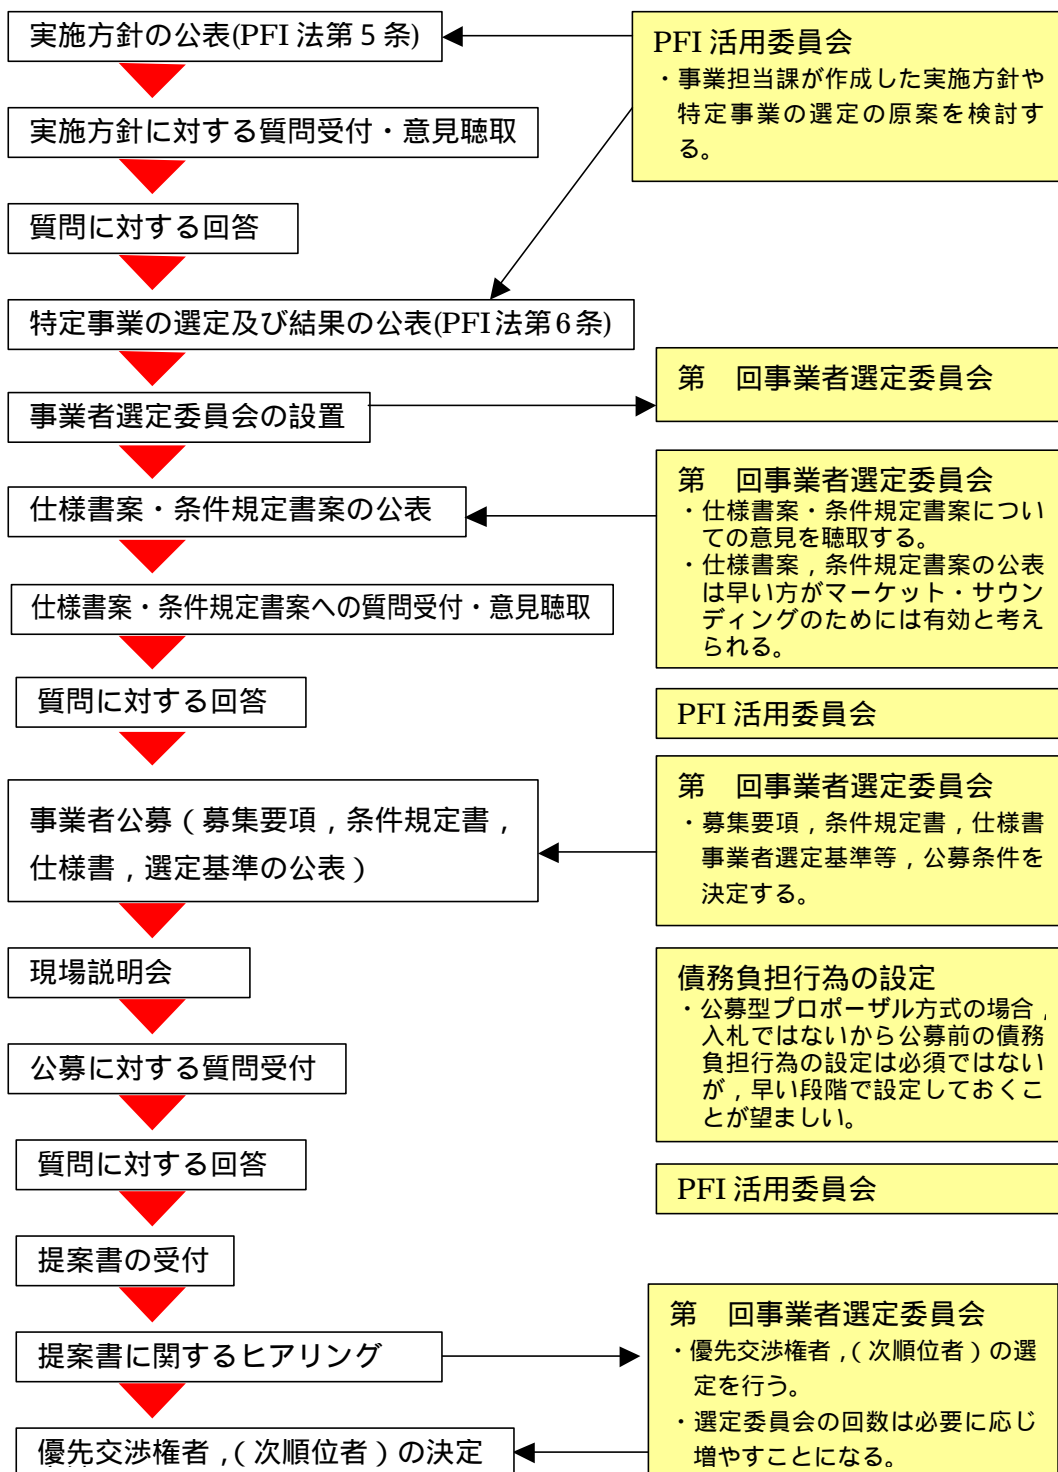 実施方針の公表(PFI 法第 5 条)
PFI 活用委員会
・事業担当課が作成した実施方針や
特定事業の選定の原案を検討す
る。
実施方針に対する質問受付・意見聴取
質問に対する回答
特定事業の選定及び結果の公表(PFI 法第 6 条)
第　回事業者選定委員会
事業者選定委員会の設置
第　回事業者選定委員会
・仕様書案・条件規定書案につい
ての意見を聴取する。
・仕様書案，条件規定書案の公表
は早い方がマーケット・サウン
ディングのためには有効と考え
られる。
仕様書案・条件規定書案の公表
仕様書案・条件規定書案への質問受付・意見聴取
質問に対する回答
PFI 活用委員会
第　回事業者選定委員会
・募集要項，条件規定書，仕様書
事業者選定基準等，公募条件を
決定する。
事業者公募（募集要項，条件規定書，
仕様書，選定基準の公表）
現場説明会
債務負担行為の設定
・公募型プロポーザル方式の場合，
入札ではないから公募前の債務
負担行為の設定は必須ではない
が，早い段階で設定しておくこ
とが望ましい。
公募に対する質問受付
質問に対する回答
PFI 活用委員会
提案書の受付
第　回事業者選定委員会
・優先交渉権者，（次順位者）の選
定を行う。
・選定委員会の回数は必要に応じ
増やすことになる。
提案書に関するヒアリング
優先交渉権者，（次順位者）の決定